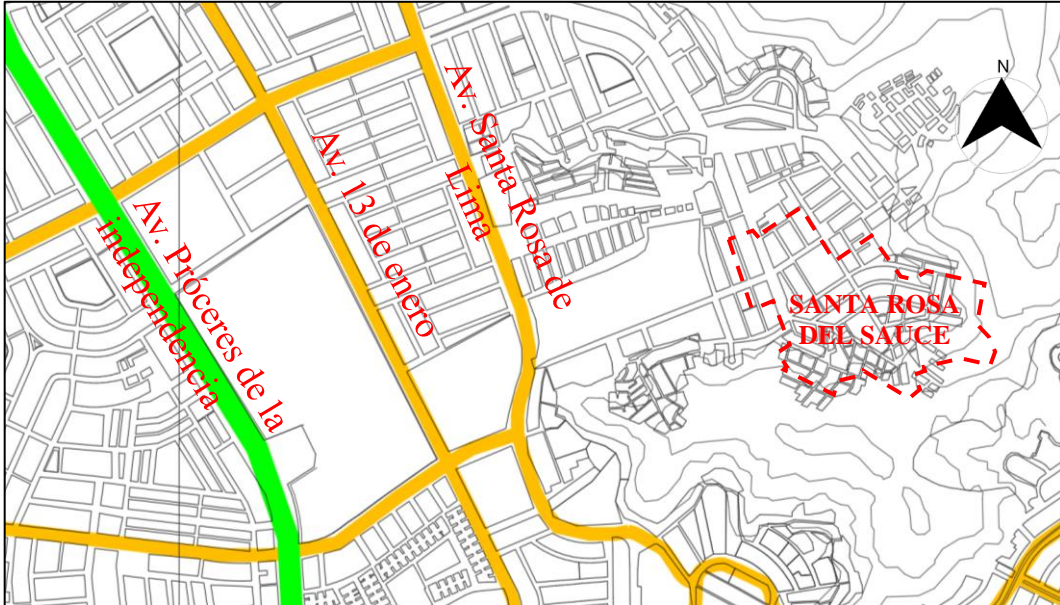 N
Av. Santa Rosa de
Lima
Av. 13 de enero
Av. Próceres de la
independencia
SANTA ROSA
DEL SAUCE